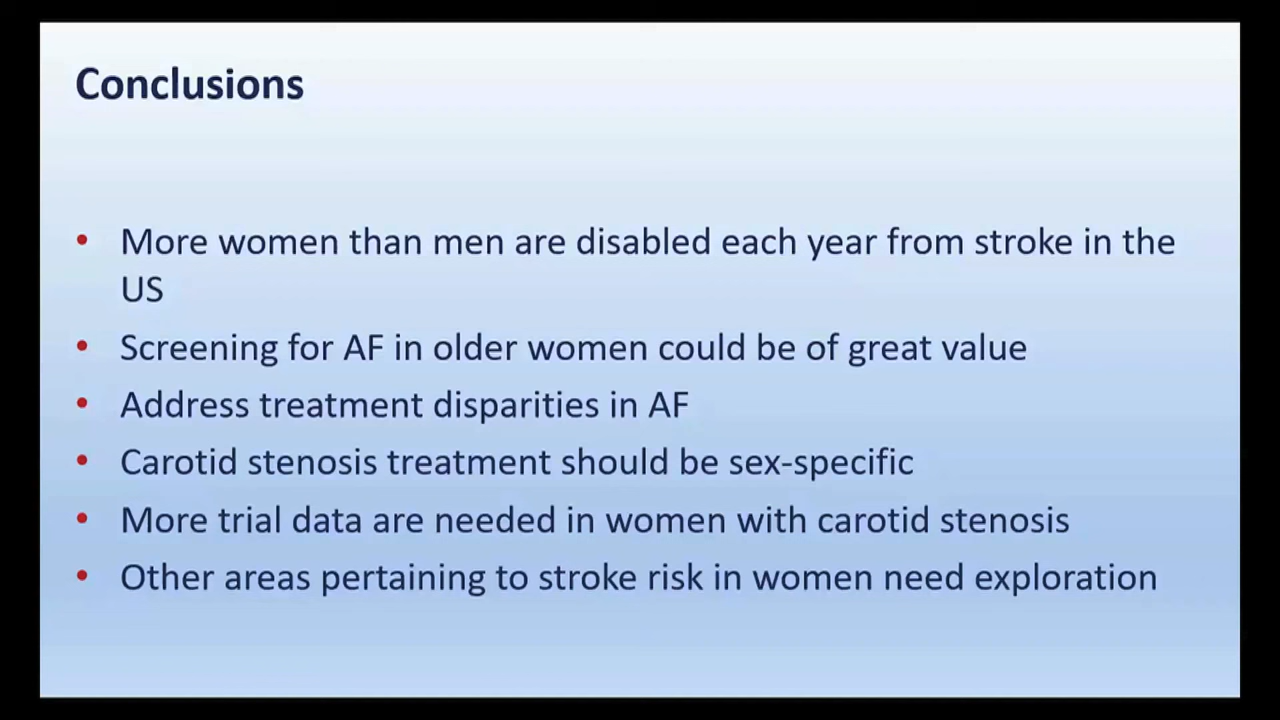 Conclusions
• More women than men are disabled each year from stroke in the
US
• Screening for AF in older women could be of great value
• Address treatment disparities in AF
• Carotid stenosis treatment should be sex-specific
• More trial data are needed in women with carotid stenosis
• Other areas pertaining to stroke risk in women need exploration